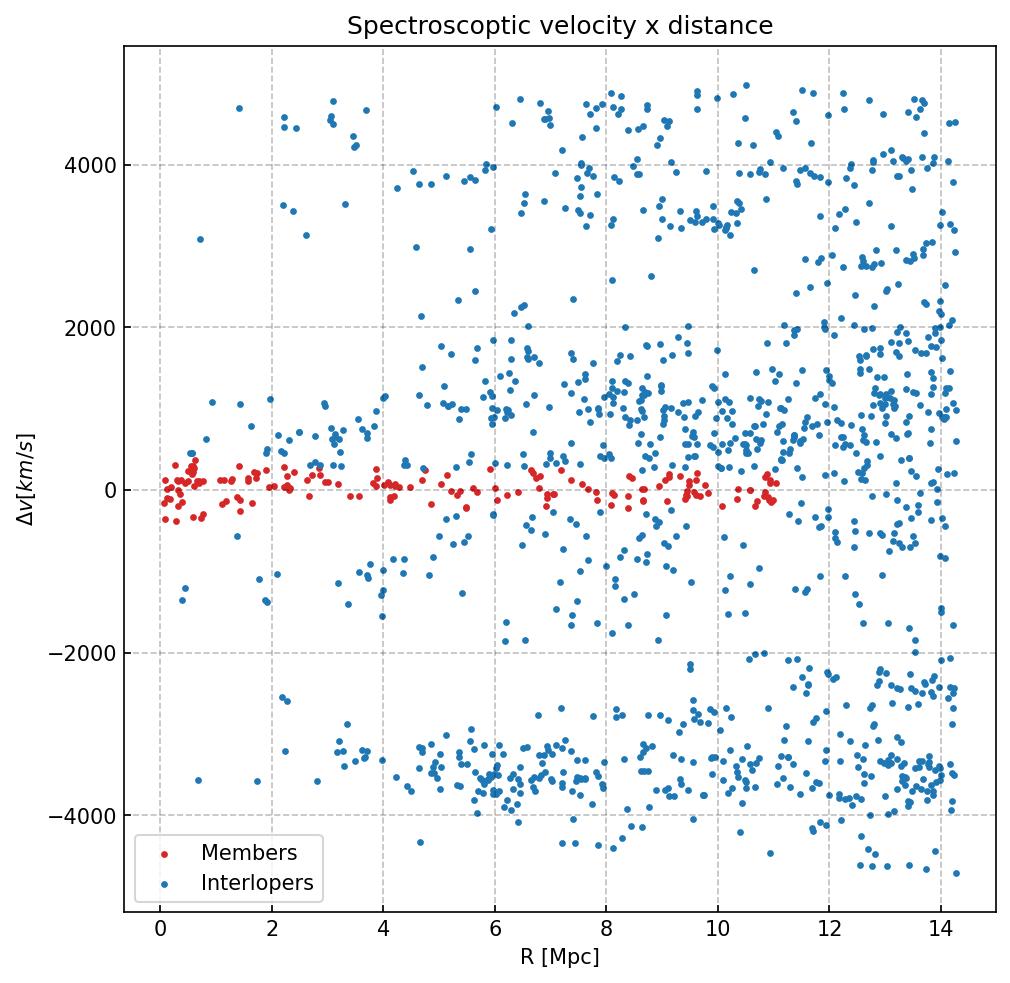 Spectroscoptic velocity x distance
4000
2000
0
−2000
−4000
Δv[km/s]
Members
Interlopers
0 2 4 6 8 10 12 14
R [Mpc]